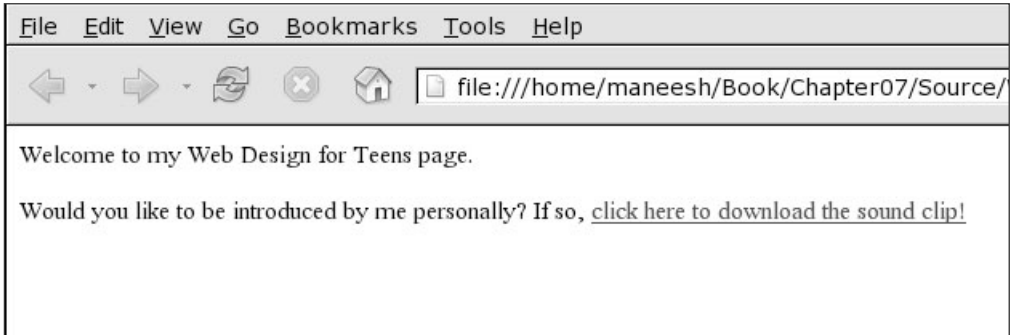 File Edit View Go Bookmarks Tools Help
file:///home/maneesh/Book/Chapter07/Source/
Welcome to my Web Design for Teens page.
Would you like to be introduced by me personally? If so, click here to download the sound clip!